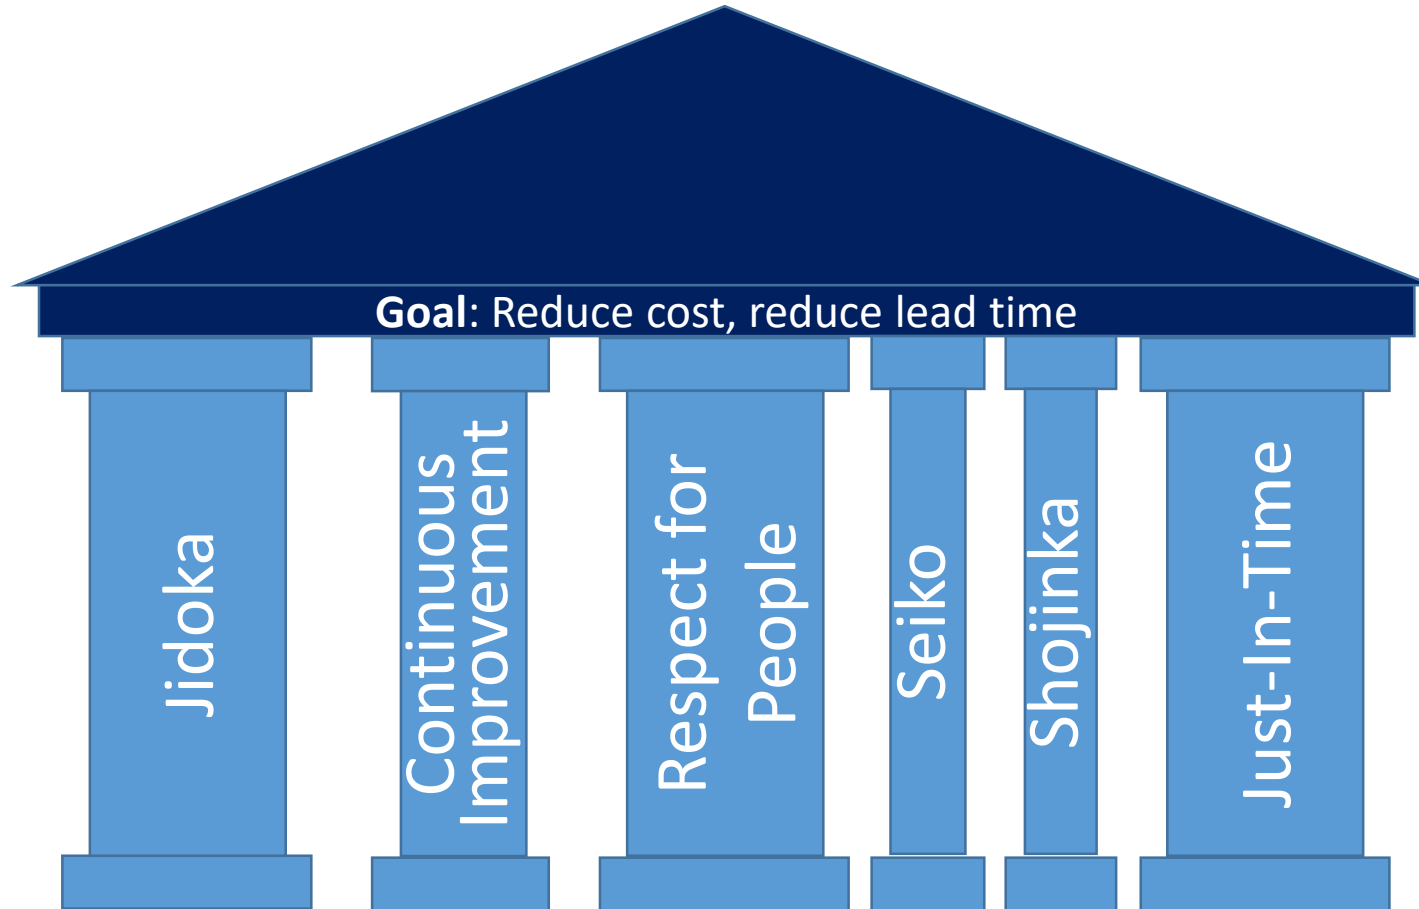 Goal: Reduce cost, reduce lead time
Jidoka
Continuous
Improvement
Respect for
People
Seiko
Shojinka
Just-In-Time